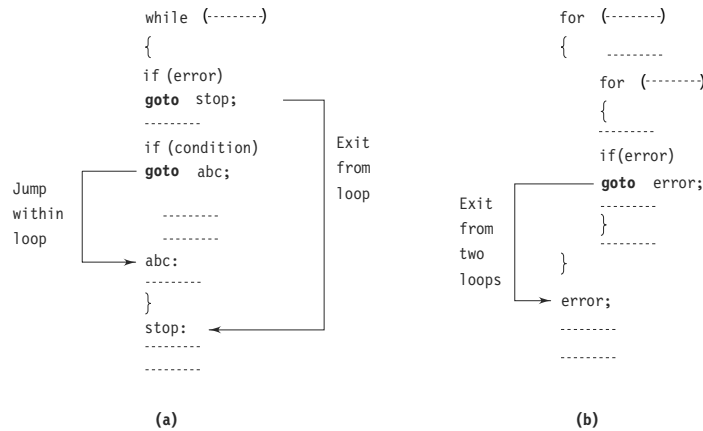 while (---------)
{
if (error)
goto stop;
---------
if (condition)
goto abc;
---------
---------
abc:
---------
}
stop:
---------
---------
Jump
within
loop
Exit
from
loop
(a)
for (---------)
{ ---------
for (---------)
{
---------
if(error)
goto error;
---------
}
---------
}
error;
---------
---------
Exit
from
two
loops
(b)